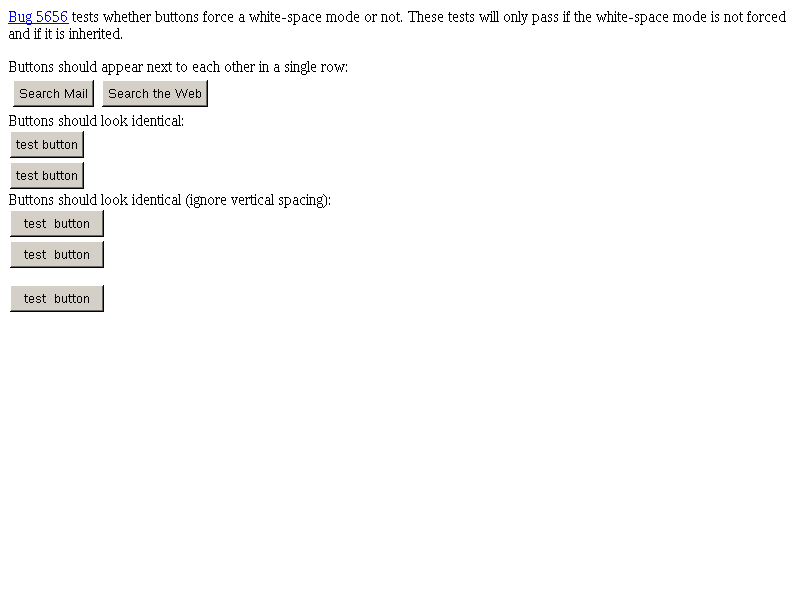 Bug 5656 tests whether buttons force a white-space mode or not. These tests will only pass if the white-space mode is not forced
and if it is inherited.
Buttons should appear next to each other in a single row:
Search Mail Search the Web
Buttons should look identical:
test button
test button
Buttons should look identical (ignore vertical spacing):
test  button
test  button
test  button